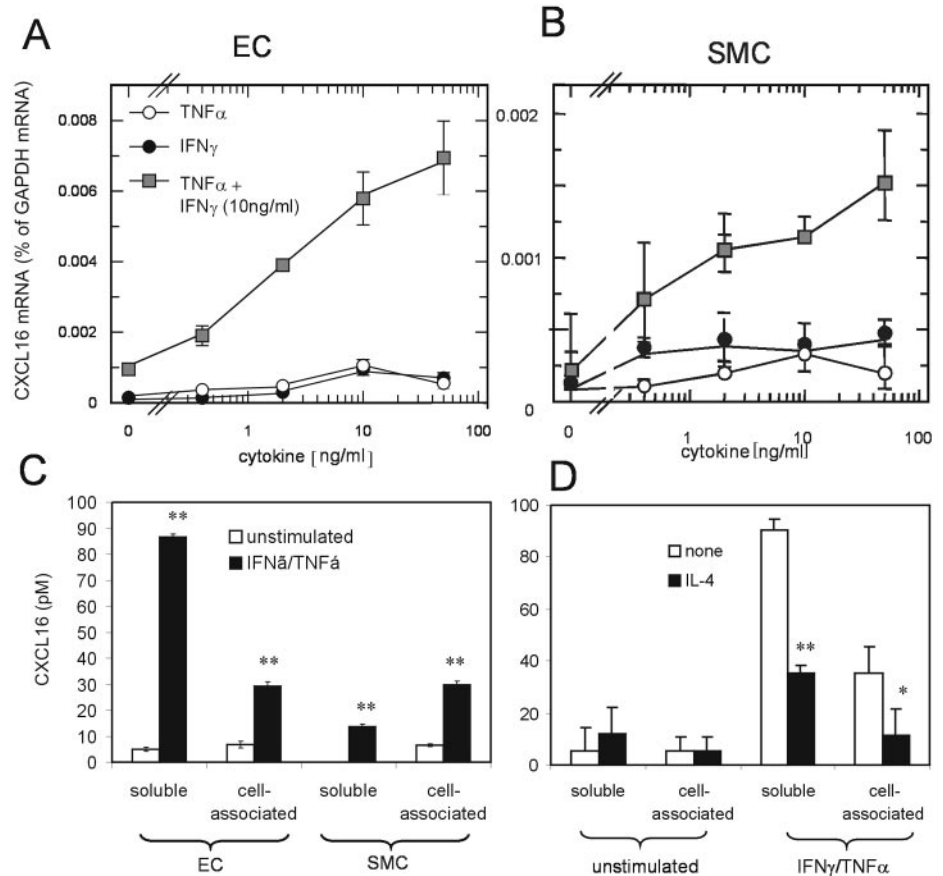 A
EC
CXCL16 mRNA (% of GAPDH mRNA)
0.008
0.006
0.004
0.002
0
TNFα
IFNγ
TNFα +
IFNγ (10ng/ml)
0 1 10 100
cytokine [ng/ml]
B
SMC
0.002
0.001
0
0 1 10 100
cytokine [ng/ml]
C
CXCL16 (pM)
100
90
80
70
60
50
40
30
20
10
0
unstimulated
IFNã/TNFá
** ** ** **
soluble cell- soluble cell-
associated associated
EC SMC
D
100
80
60
40
20
0
none
IL-4
** *
soluble cell- soluble cell-
associated associated
unstimulated IFNγ/TNFα